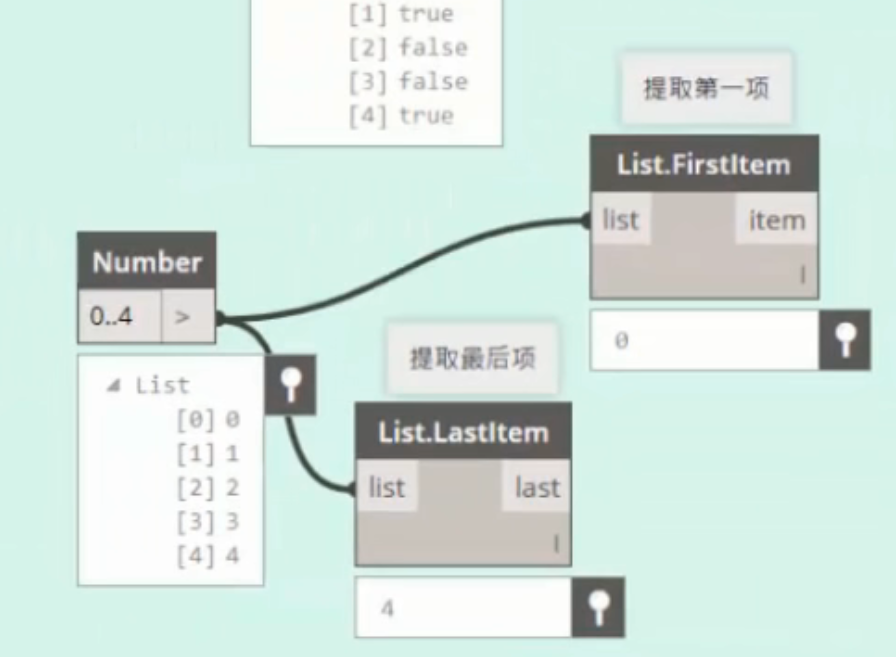 [1] true
[2] false
[3] false
[4] true
提取第一项
List.FirstItem
list item
l
0
Number
0..4 >
List
[0] 0
[1] 1
[2] 2
[3] 3
[4] 4
提取最后项
List.LastItem
list last
l
4